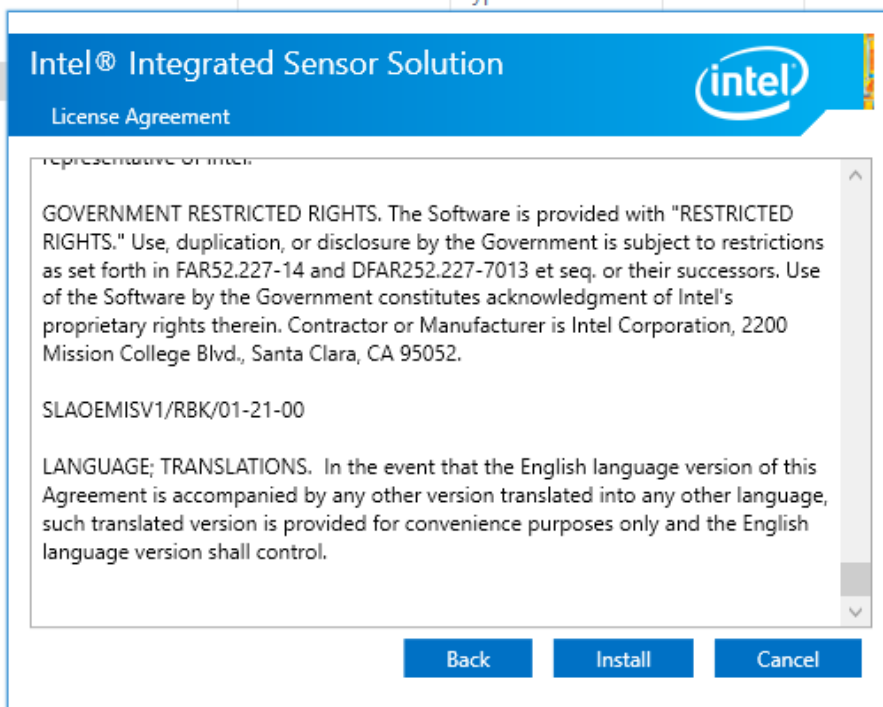 Intel® Integrated Sensor Solution
intel
License Agreement
representative of Intel.
GOVERNMENT RESTRICTED RIGHTS. The Software is provided with "RESTRICTED
RIGHTS." Use, duplication, or disclosure by the Government is subject to restrictions
as set forth in FAR52.227-14 and DFAR252.227-7013 et seq. or their successors. Use
of the Software by the Government constitutes acknowledgment of Intel's
proprietary rights therein. Contractor or Manufacturer is Intel Corporation, 2200
Mission College Blvd., Santa Clara, CA 95052.
SLAOEMISV1/RBK/01-21-00
LANGUAGE; TRANSLATIONS.  In the event that the English language version of this
Agreement is accompanied by any other version translated into any other language,
such translated version is provided for convenience purposes only and the English
language version shall control.
Back
Install
Cancel